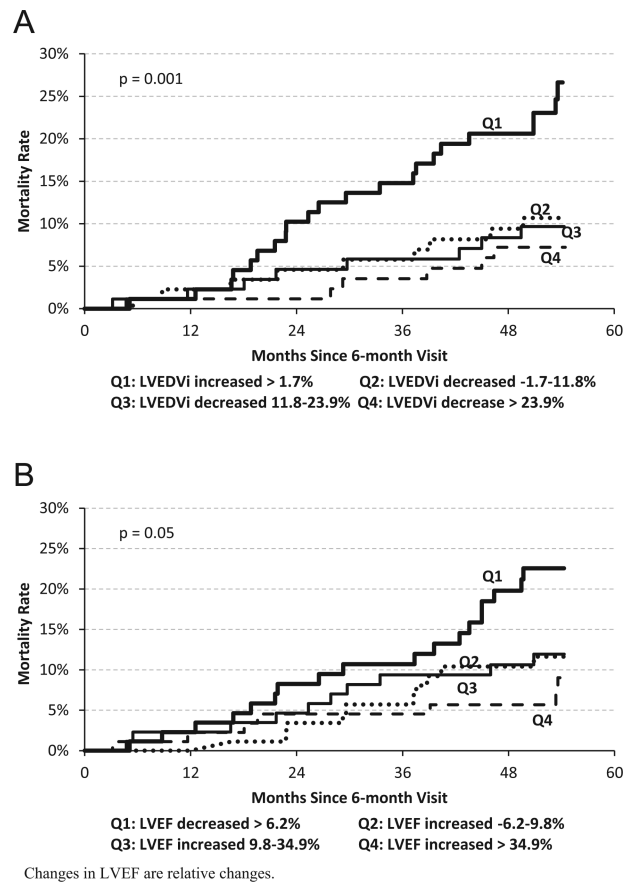 A
30%
p = 0.001
25%
Q1
20%
Mortality Rate
15%
Q2
10%
Q3
5%
Q4
0%
0 12 24 36 48 60
Months Since 6-month Visit
Q1: LVEDVi increased > 1.7% Q2: LVEDVi decreased -1.7-11.8%
Q3: LVEDVi decreased 11.8-23.9% Q4: LVEDVi decrease > 23.9%
B
30%
p = 0.05
25%
Q1
20%
Mortality Rate
15%
Q2
10%
Q3
5%
Q4
0%
0 12 24 36 48 60
Months Since 6-month Visit
Q1: LVEF decreased > 6.2% Q2: LVEF increased -6.2-9.8%
Q3: LVEF increased 9.8-34.9% Q4: LVEF increased > 34.9%
Changes in LVEF are relative changes.